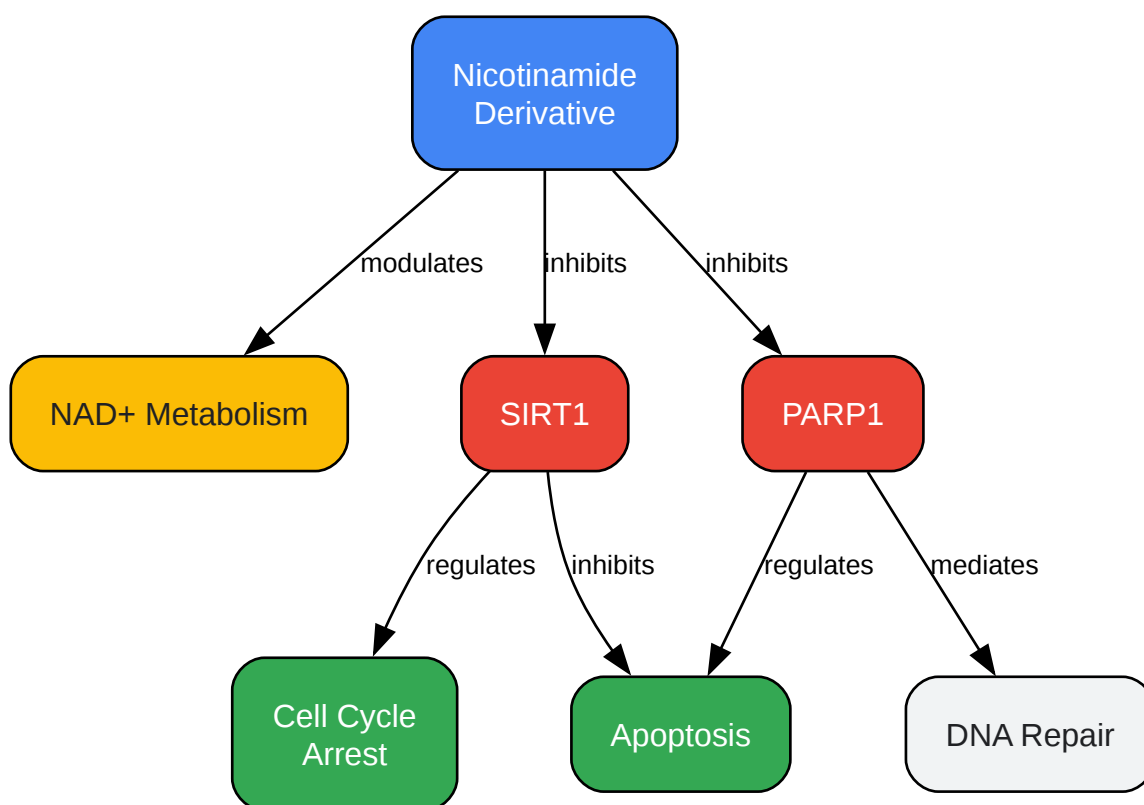 Nicotinamide
Derivative
modulates
inhibits
inhibits
NAD+ Metabolism
SIRT1
PARP1
regulates
inhibits
regulates
mediates
Cell Cycle
Arrest
Apoptosis
DNA Repair